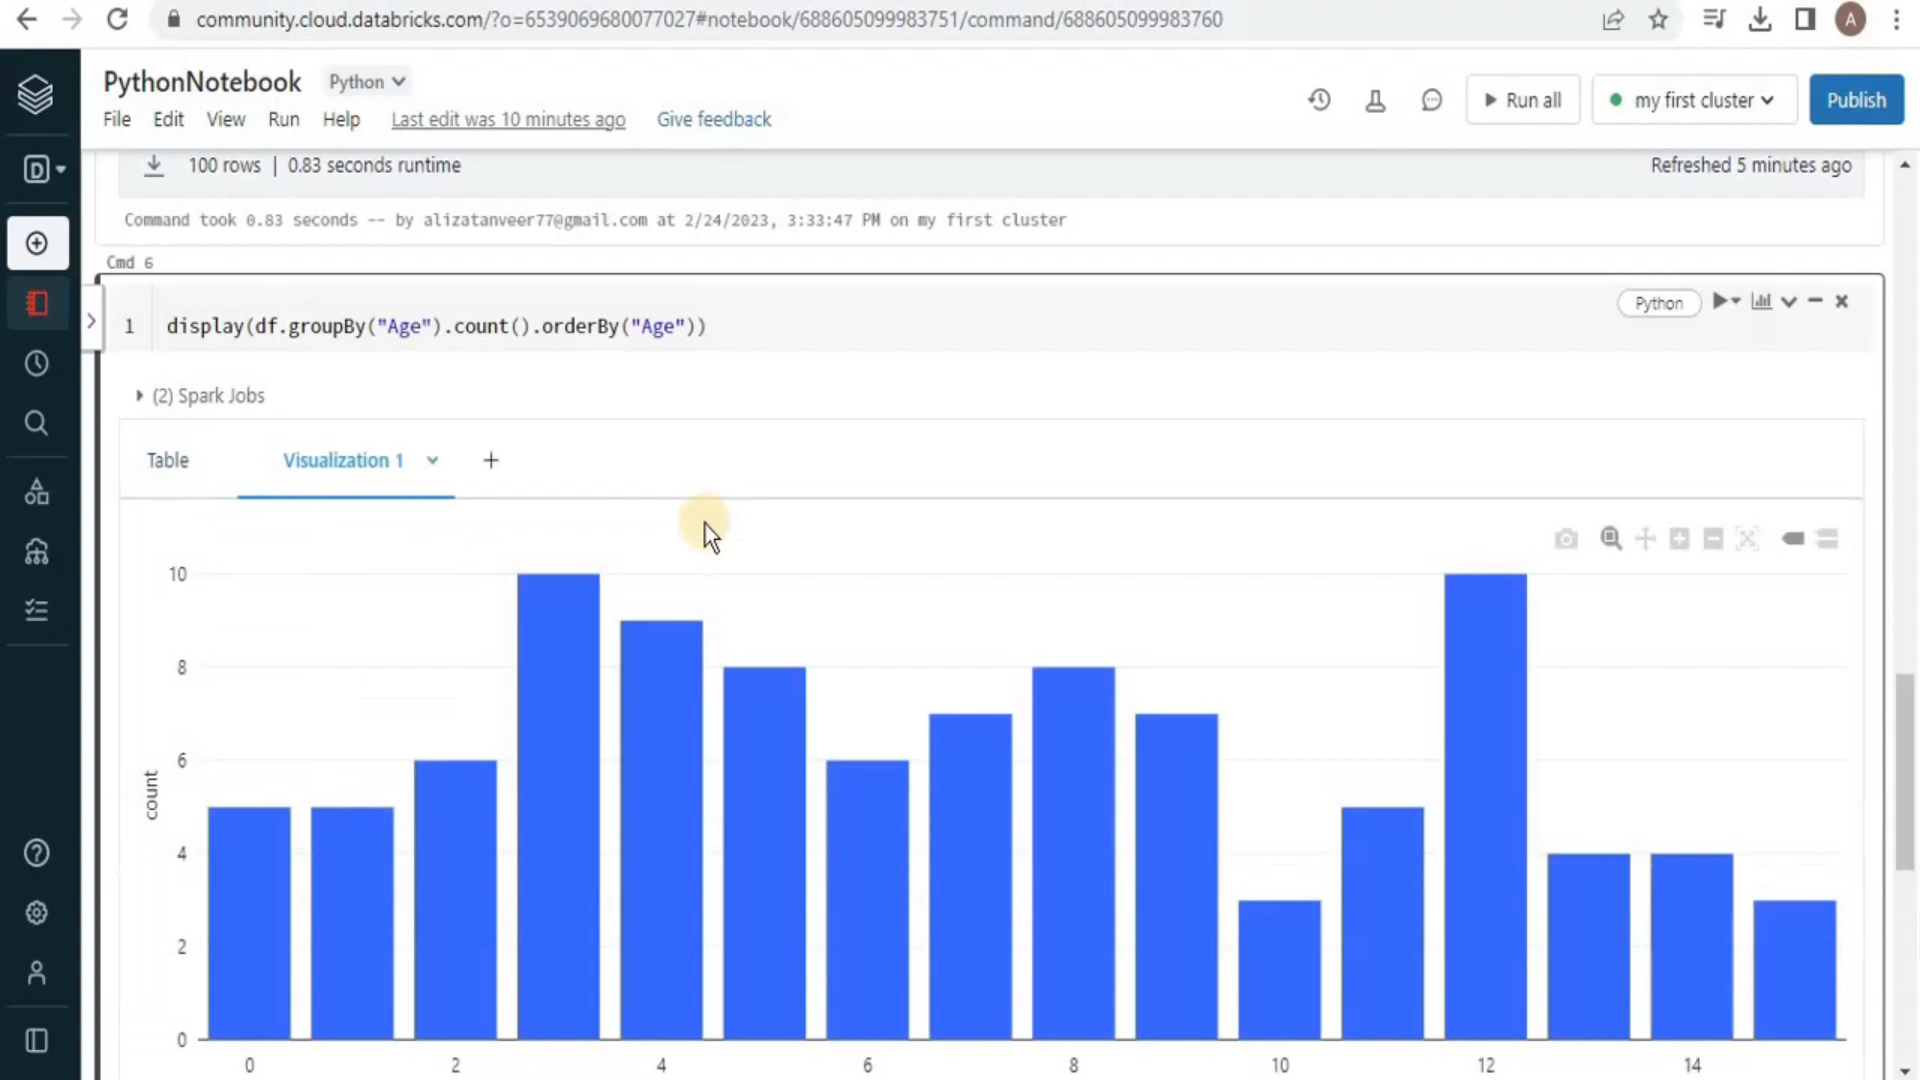 community.cloud.databricks.com/?o=6539069680077027#notebook/688605099983751/command/688605099983760
A
PythonNotebook Python
File Edit View Run Help Last edit was 10 minutes ago Give feedback
Run all my first cluster Publish
D
100 rows | 0.83 seconds runtime Refreshed 5 minutes ago
Command took 0.83 seconds -- by alizatanveer77@gmail.com at 2/24/2023, 3:33:47 PM on my first cluster
Cmd 6
Python
1 display(df.groupBy("Age").count().orderBy("Age"))
(2) Spark Jobs
Table Visualization 1 +
10
8
6
4
2
0
count
0 2 4 6 8 10 12 14